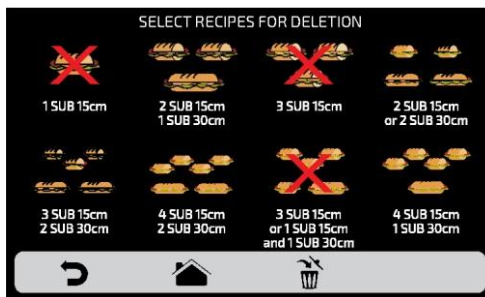 SELECT RECIPES FOR DELETION
1 SUB 15cm
2 SUB 15cm
1 SUB 30cm
3 SUB 15cm
2 SUB 15cm
or 2 SUB 30cm
3 SUB 15cm
2 SUB 30cm
4 SUB 15cm
2 SUB 30cm
3 SUB 15cm
or 1 SUB 15cm
and 1 SUB 30cm
4 SUB 15cm
1 SUB 30cm